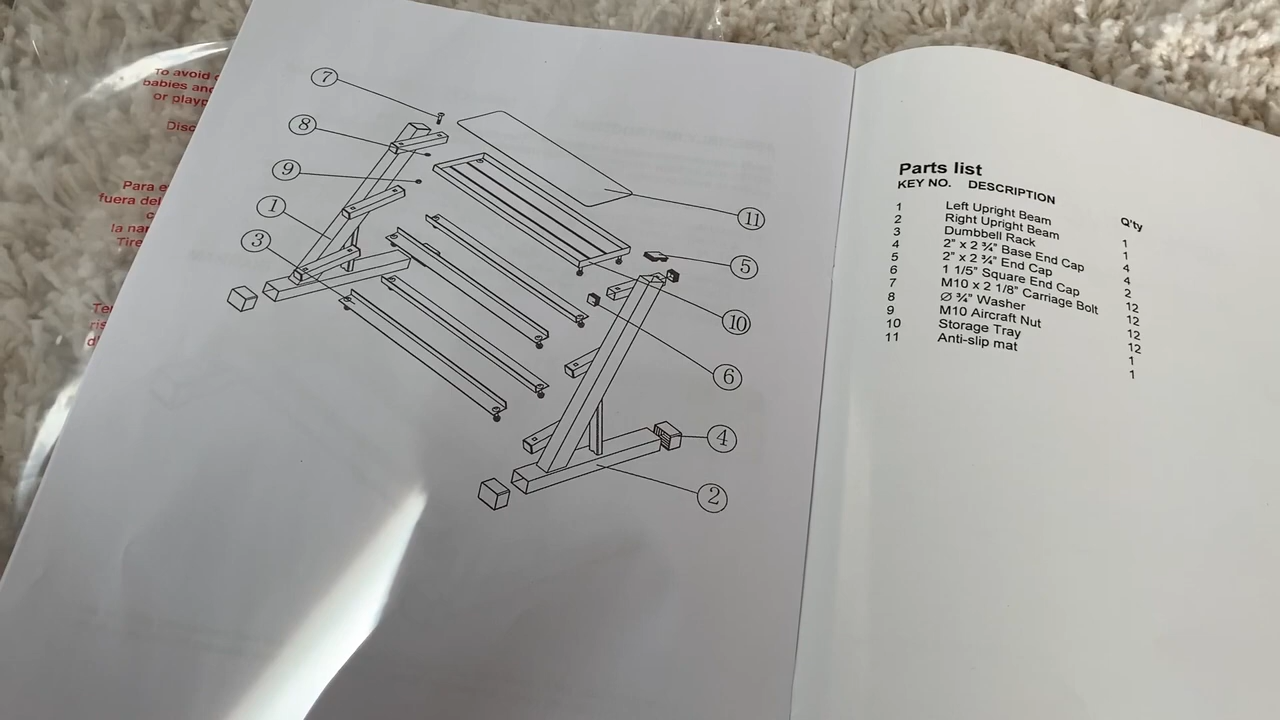 To avoid
babies and
or playp
Disc
Para e
fuera del
c
la nar
Tire
Te
ris
d
7
8
9
1
3
11
5
10
6
4
2
Parts list
KEY NO. DESCRIPTION Q'ty
1 Left Upright Beam 1
2 Right Upright Beam 1
3 Dumbbell Rack 4
4 2" x 2 ¾" Base End Cap 4
5 2" x 2 ¾" End Cap 2
6 1 1/5" Square End Cap 12
7 M10 x 2 1/8" Carriage Bolt 12
8 Ø ¾" Washer 12
9 M10 Aircraft Nut 12
10 Storage Tray 1
11 Anti-slip mat 1